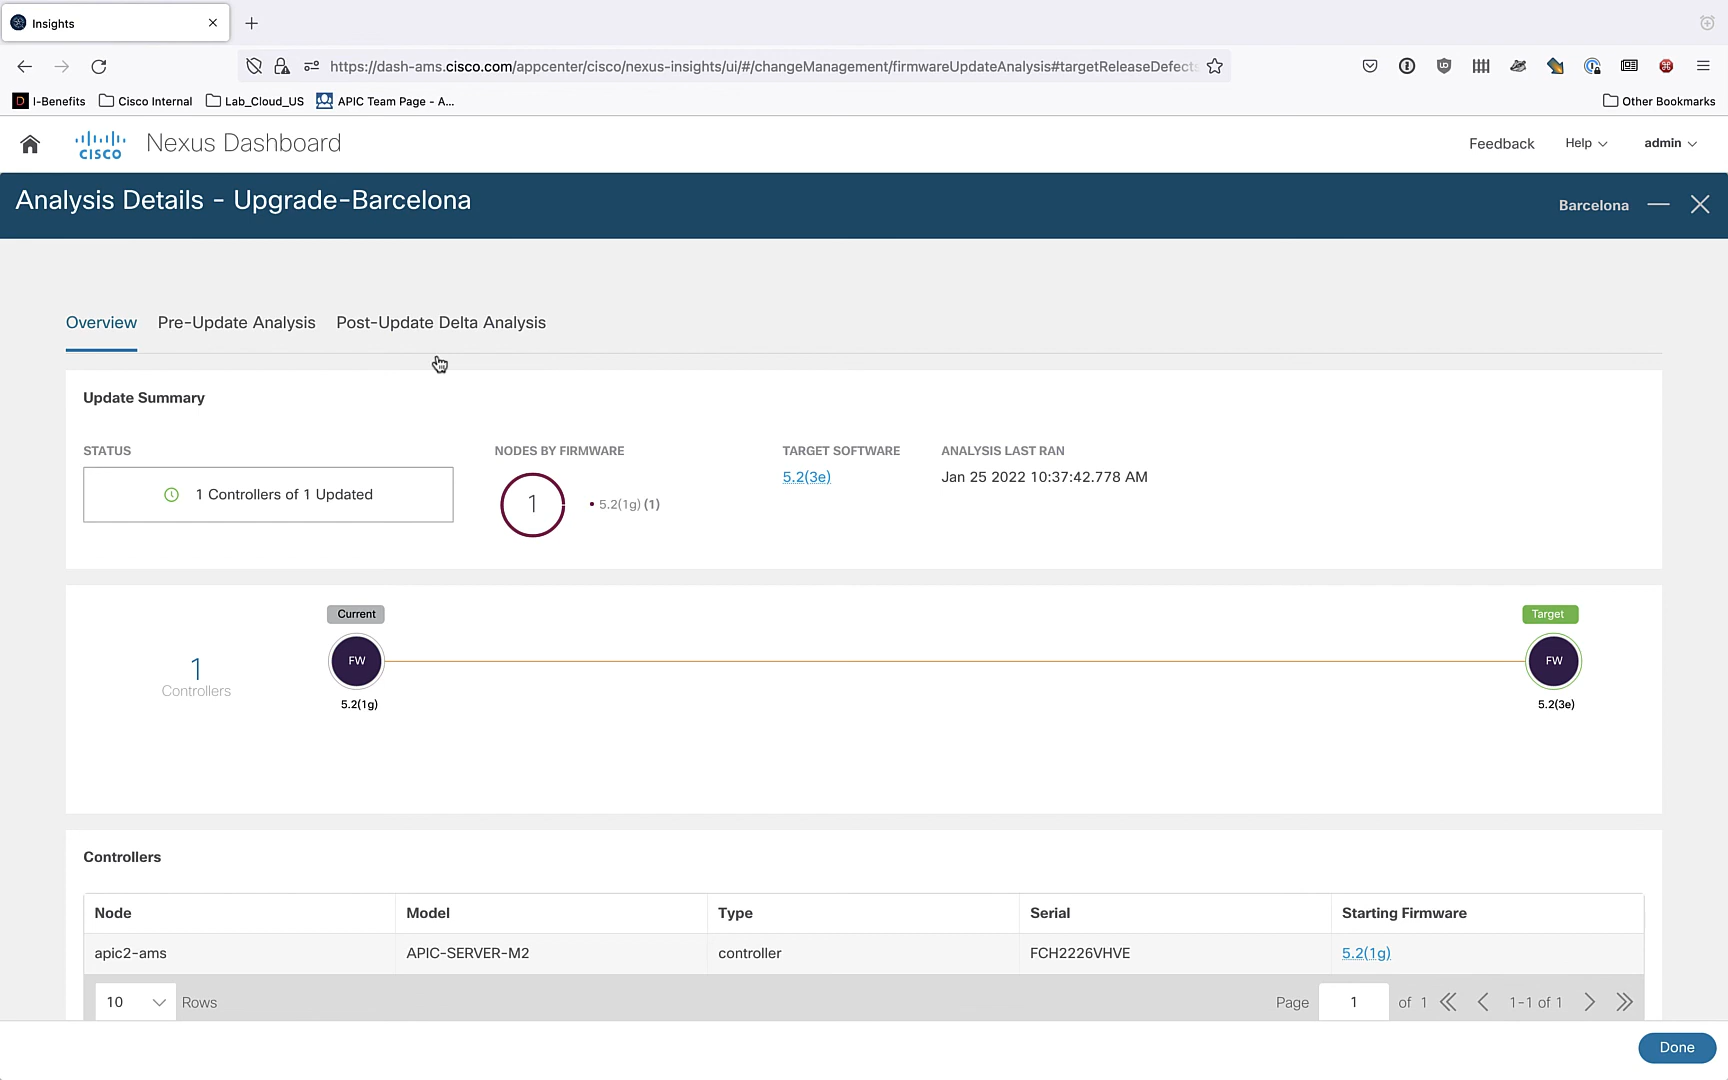 Insights
https://dash-ams.cisco.com/appcenter/cisco/nexus-insights/ui/#/changeManagement/firmwareUpdateAnalysis#targetReleaseDefects
I-Benefits Cisco Internal Lab_Cloud_US APIC Team Page - A... Other Bookmarks
CISCO Nexus Dashboard Feedback Help admin
Analysis Details - Upgrade-Barcelona Barcelona
Overview Pre-Update Analysis Post-Update Delta Analysis
Update Summary
STATUS NODES BY FIRMWARE TARGET SOFTWARE ANALYSIS LAST RAN
5.2(3e) Jan 25 2022 10:37:42.778 AM
1 Controllers of 1 Updated 1 5.2(1g) (1)
Current Target
FW FW
1
Controllers
5.2(1g) 5.2(3e)
Controllers
Node Model Type Serial Starting Firmware
apic2-ams APIC-SERVER-M2 controller FCH2226VHVE 5.2(1g)
10 Rows Page 1 of 1 1-1 of 1
Done